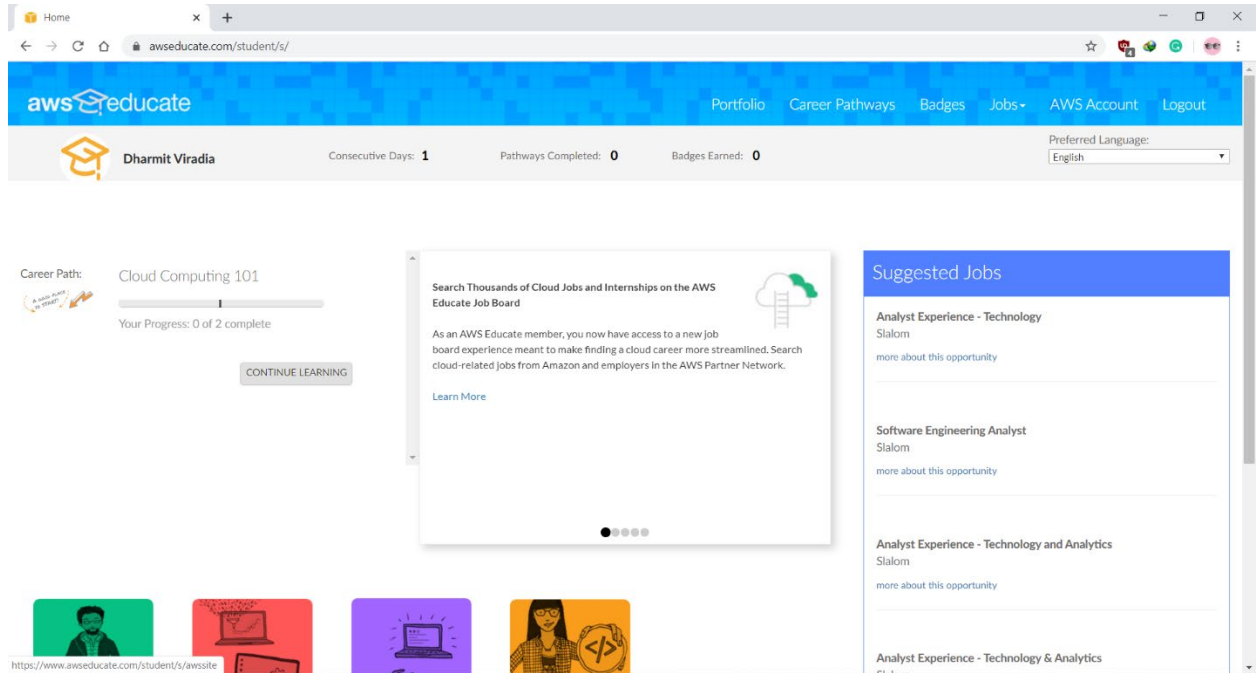 Home
awseducate.com/student/s/
4
aws educate
Portfolio Career Pathways Badges Jobs AWS Account Logout
Dharmit Viradia
Consecutive Days: 1
Pathways Completed: 0
Badges Earned: 0
Preferred Language:
English
Career Path:
Cloud Computing 101
Your Progress: 0 of 2 complete
CONTINUE LEARNING
Search Thousands of Cloud Jobs and Internships on the AWS
Educate Job Board
As an AWS Educate member, you now have access to a new job
board experience meant to make finding a cloud career more streamlined. Search
cloud-related jobs from Amazon and employers in the AWS Partner Network.
Learn More
Suggested Jobs
Analyst Experience - Technology
Slalom
more about this opportunity
Software Engineering Analyst
Slalom
more about this opportunity
Analyst Experience - Technology and Analytics
Slalom
more about this opportunity
Analyst Experience - Technology & Analytics
https://www.awseducate.com/student/s/awssite